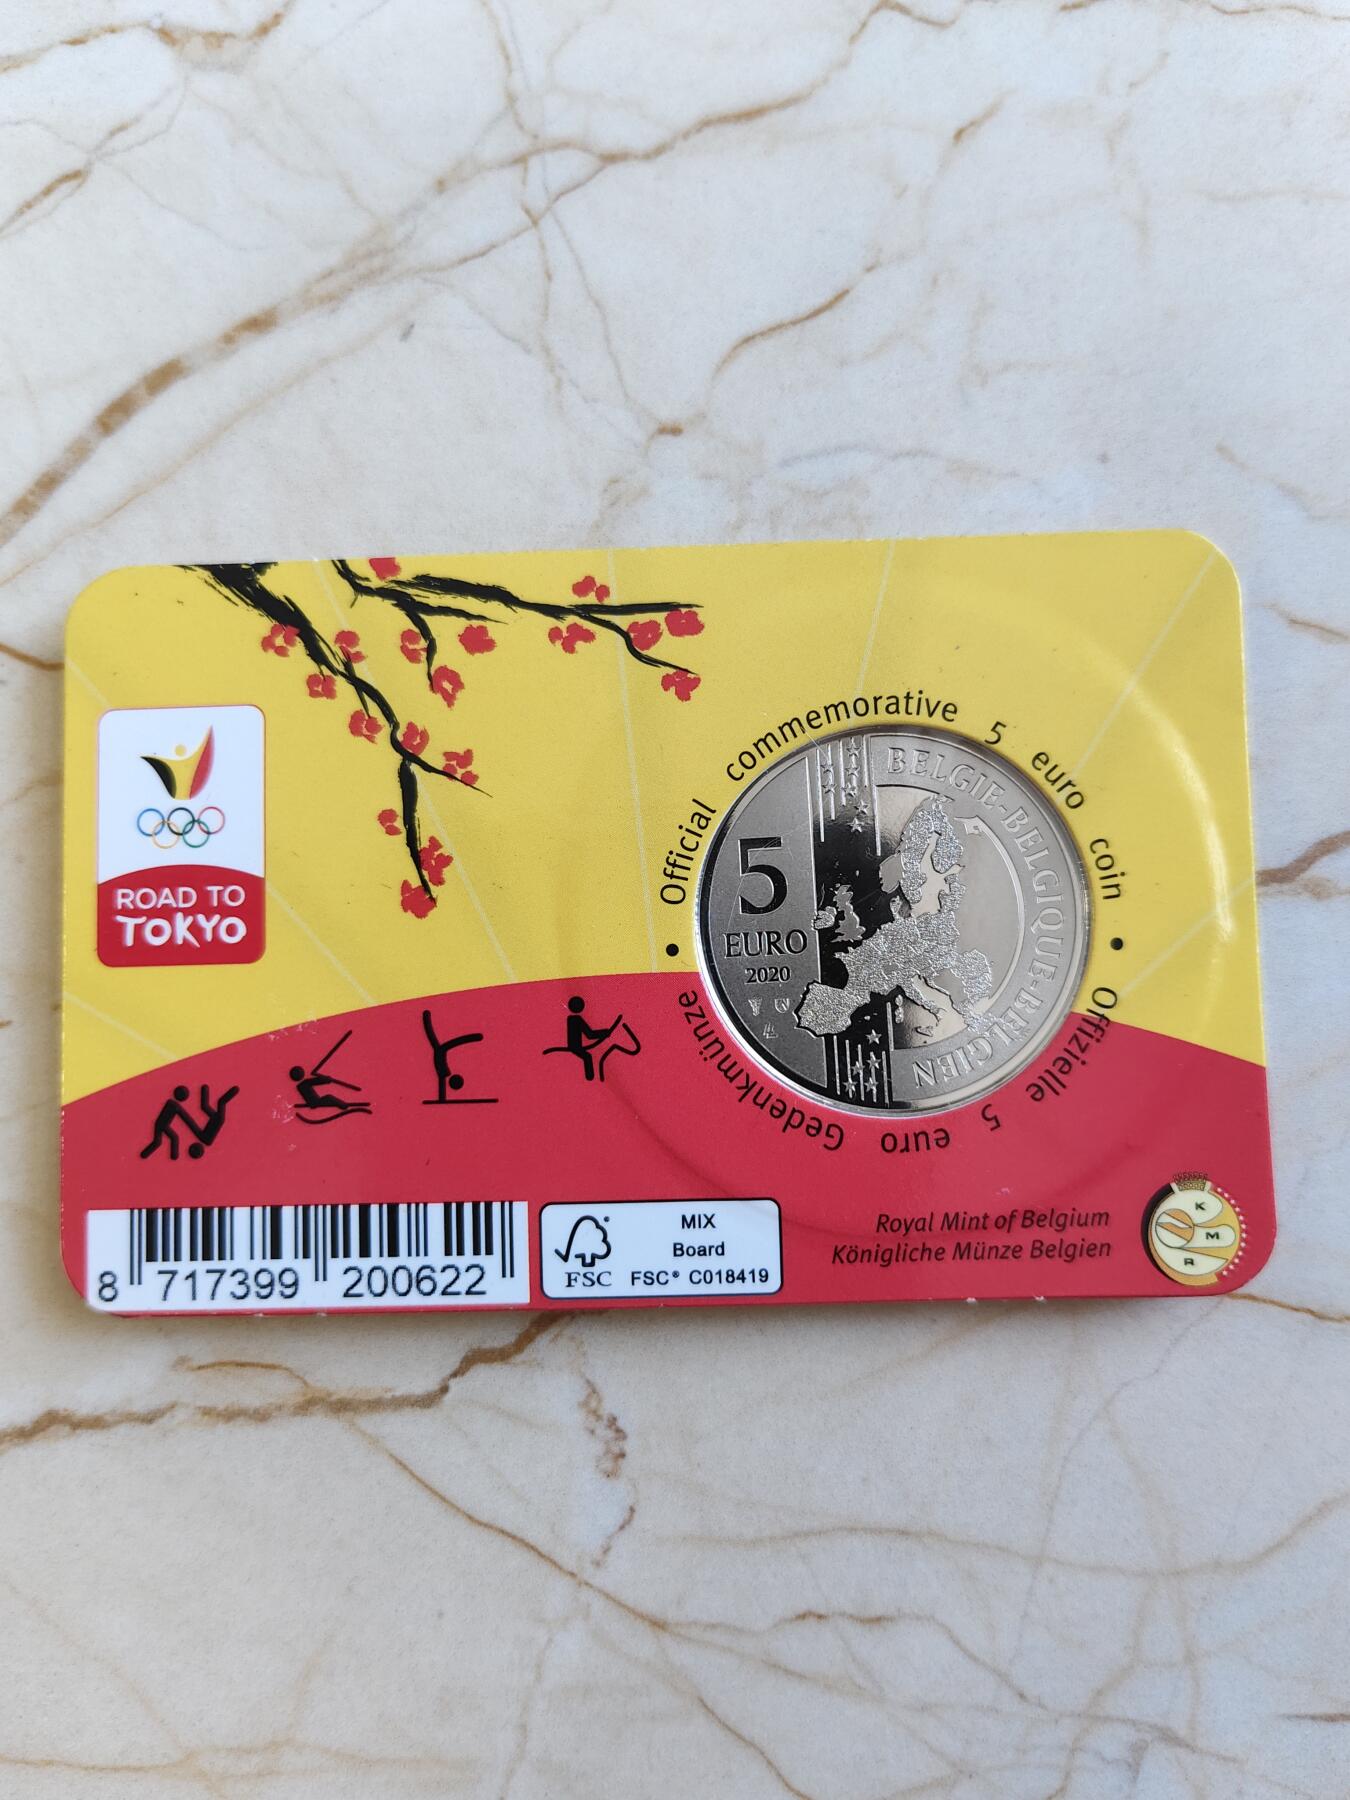 Official commemorative 5 euro coin
Offizielle 5 euro Gedenkmünze
ROAD TO
TOKYO
BELGIE-BELGIQUE-BELGIEN
5
EURO
2020
8 717399 200622
MIX
Board
FSC® C018419
FSC
Royal Mint of Belgium
Königliche Münze Belgien
K
M
R